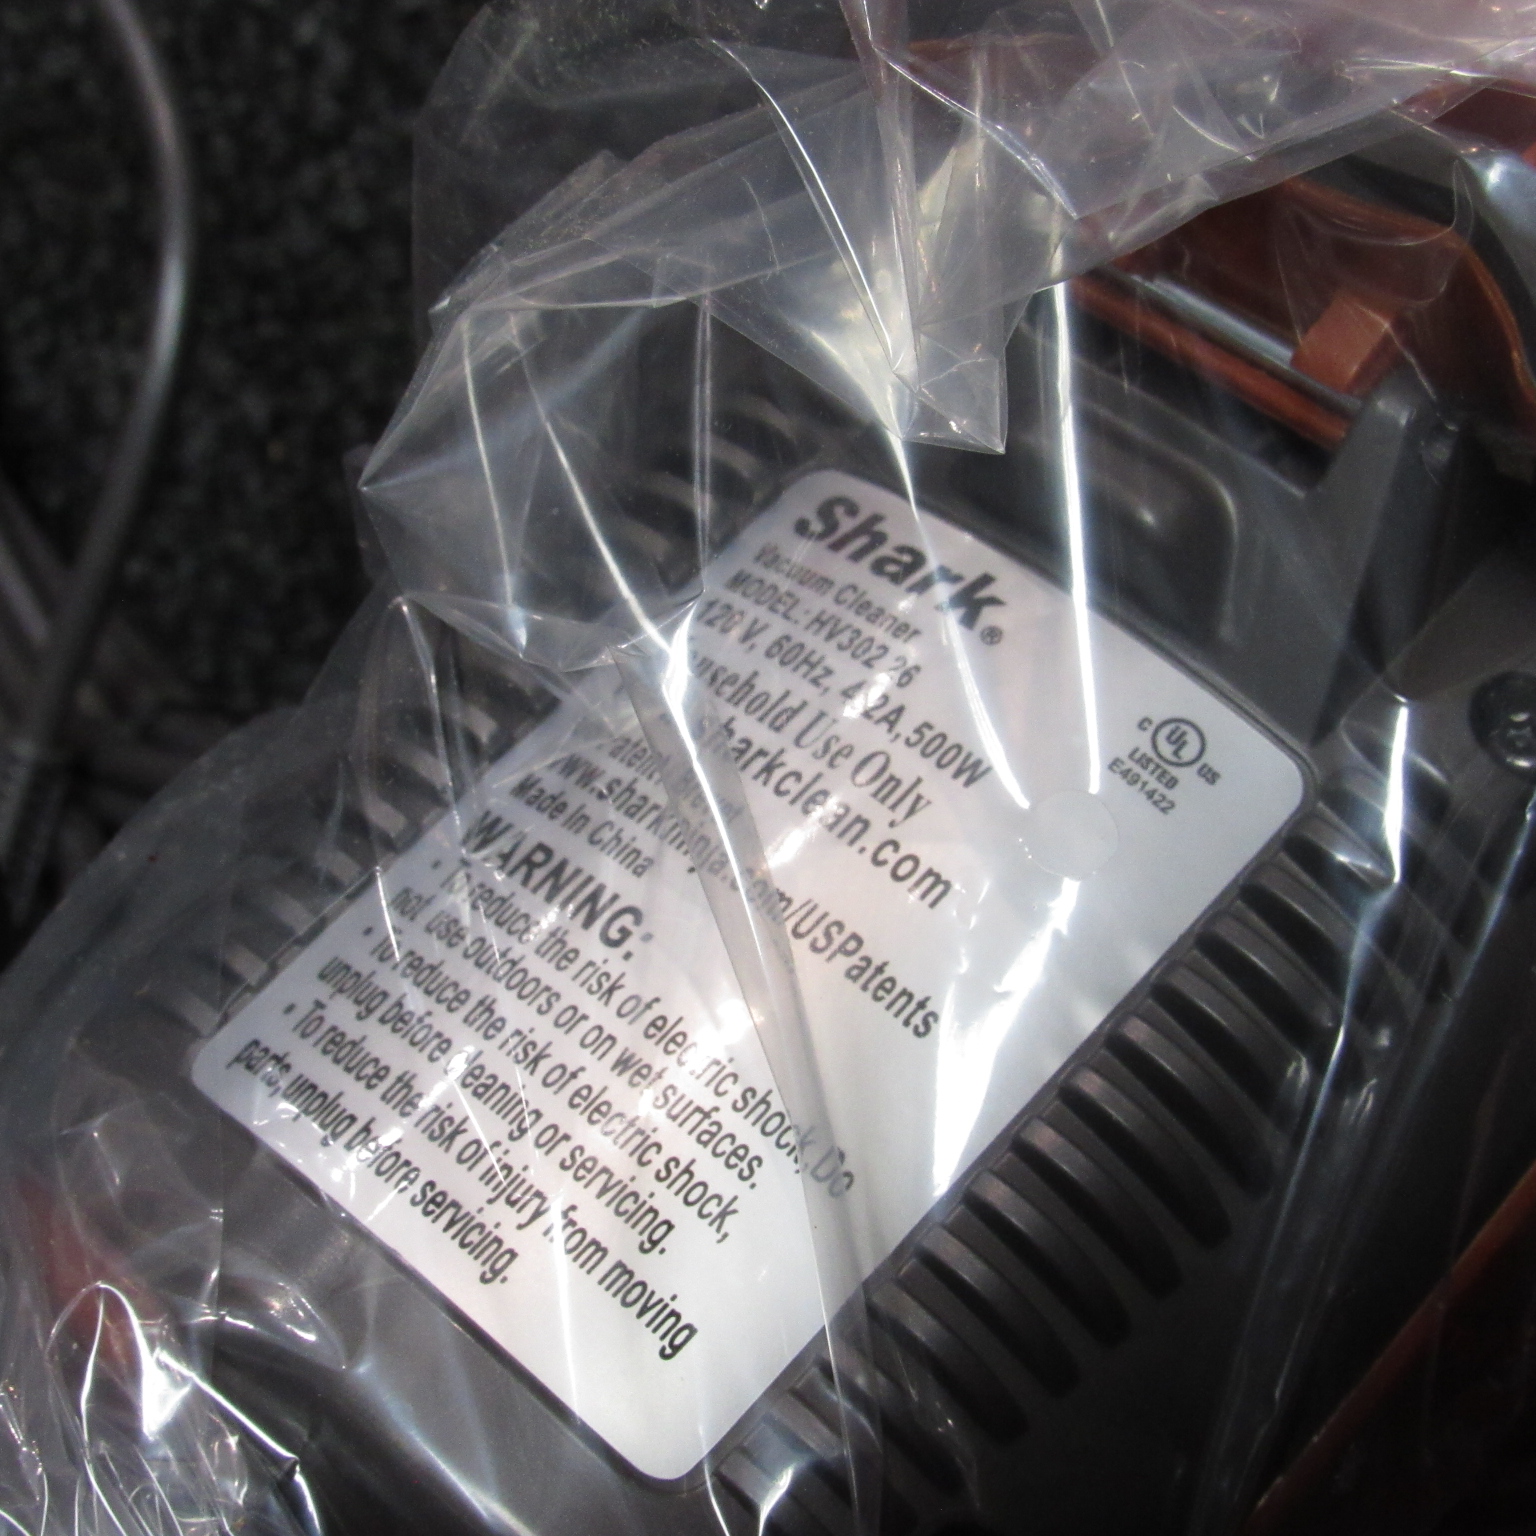 Shark®
Vacuum Cleaner
MODEL: HV302 26
120 V, 60Hz, 4.2A, 500W
Household Use Only
sharkclean.com
www.sharkninja.com/USPatents
Made In China
C UL US
LISTED
E491422
WARNING:
• To reduce the risk of electric shock, Do
not use outdoors or on wet surfaces.
• To reduce the risk of electric shock,
unplug before cleaning or servicing.
• To reduce the risk of injury from moving
parts, unplug before servicing.